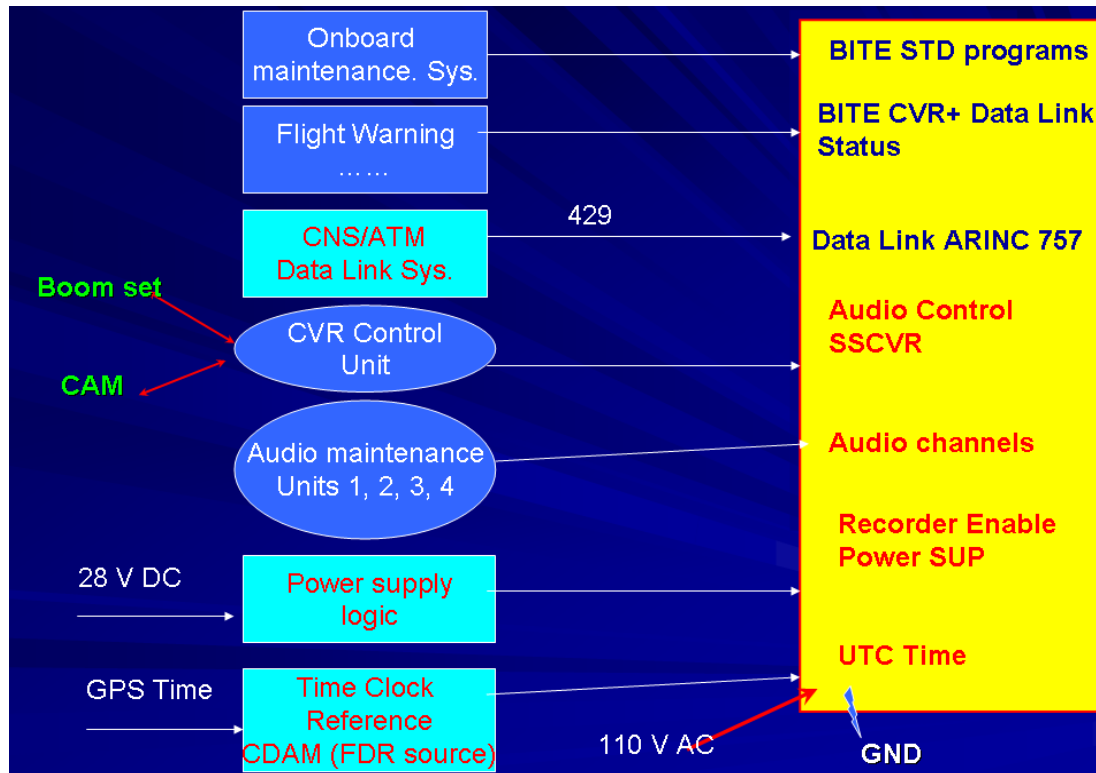 Onboard
maintenance. Sys.
BITE STD programs
Flight Warning
... ...
BITE CVR+ Data Link
Status
429
CNS/ATM
Data Link Sys.
Data Link ARINC 757
Boom set
CAM
CVR Control
Unit
Audio Control
SSCVR
Audio maintenance
Units 1, 2, 3, 4
Audio channels
28 V DC
Power supply
logic
Recorder Enable
Power SUP
GPS Time
Time Clock
Reference
CDAM (FDR source)
UTC Time
110 V AC
GND